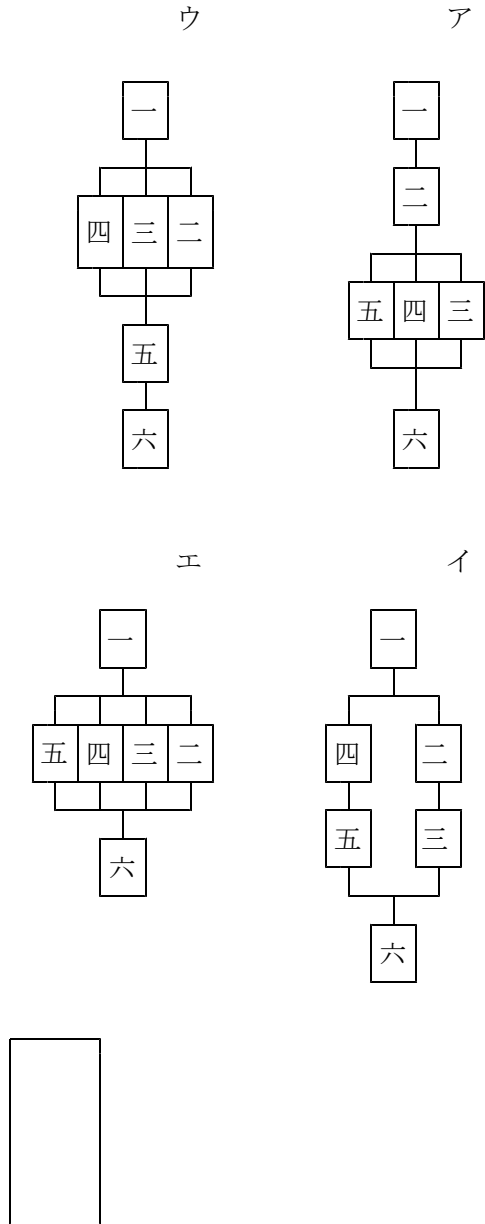 ア
一
二
三 四 五
六
イ
一
二 四
三 五
六
ウ
一
二 三 四
五
六
エ
一
二 三 四 五
六